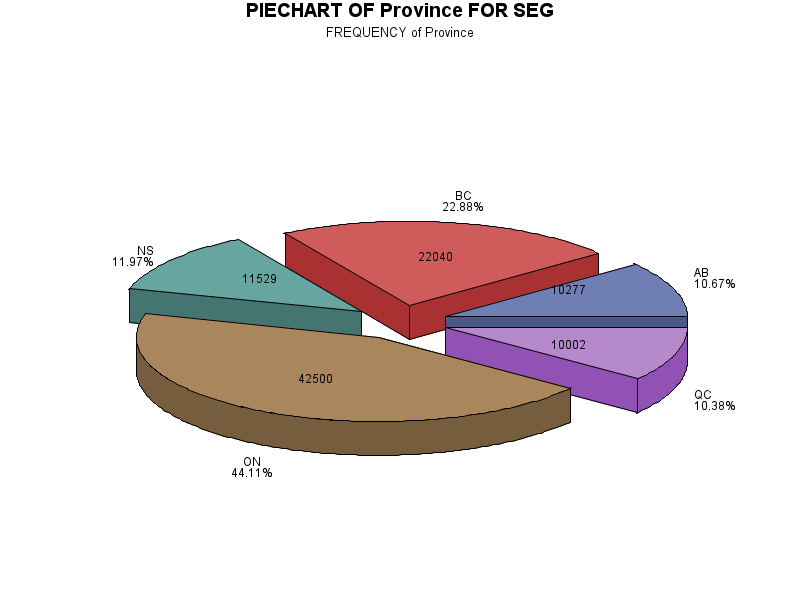 PIECHART OF Province FOR SEG
FREQUENCY of Province
BC
22.88%
NS
11.97%
22040
AB
10.67%
11529
10277
10002
42500
QC
10.38%
ON
44.11%